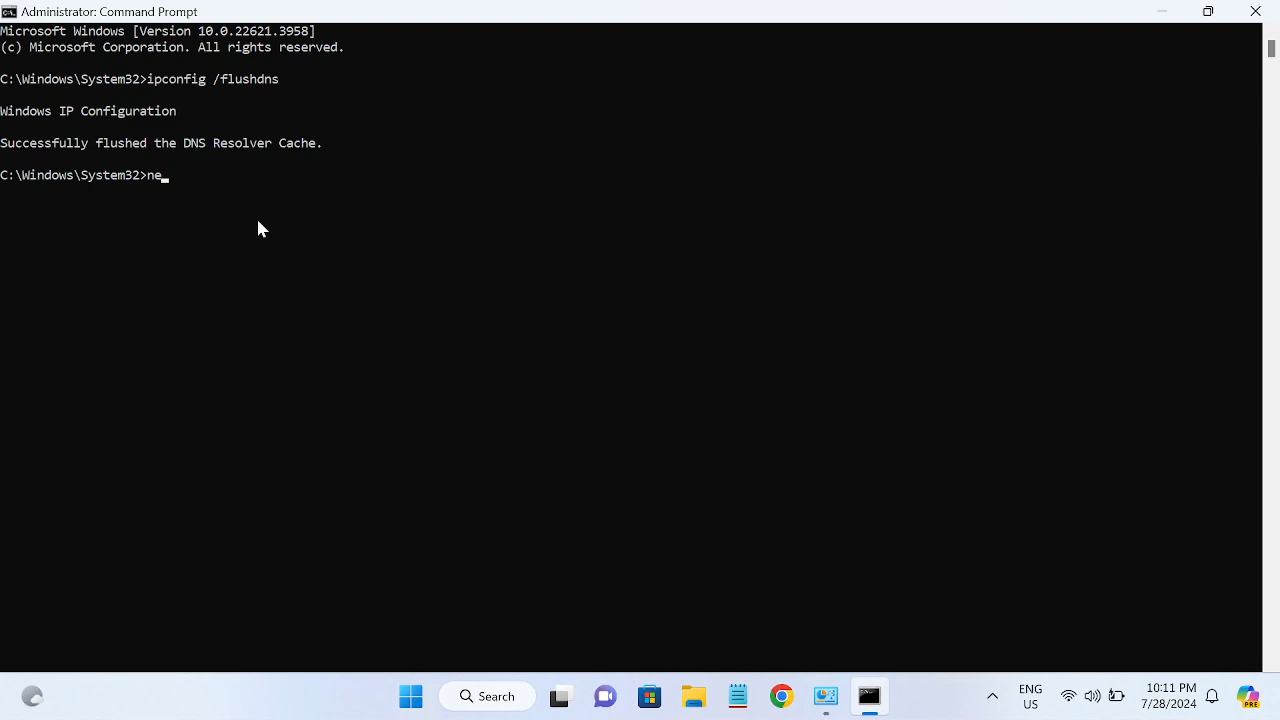 Administrator: Command Prompt
Microsoft Windows [Version 10.0.22621.3958]
(c) Microsoft Corporation. All rights reserved.
C:\Windows\System32>ipconfig /flushdns
Windows IP Configuration
Successfully flushed the DNS Resolver Cache.
C:\Windows\System32>ne
Search
ENG
US
10:11 PM
7/28/2024
PRE